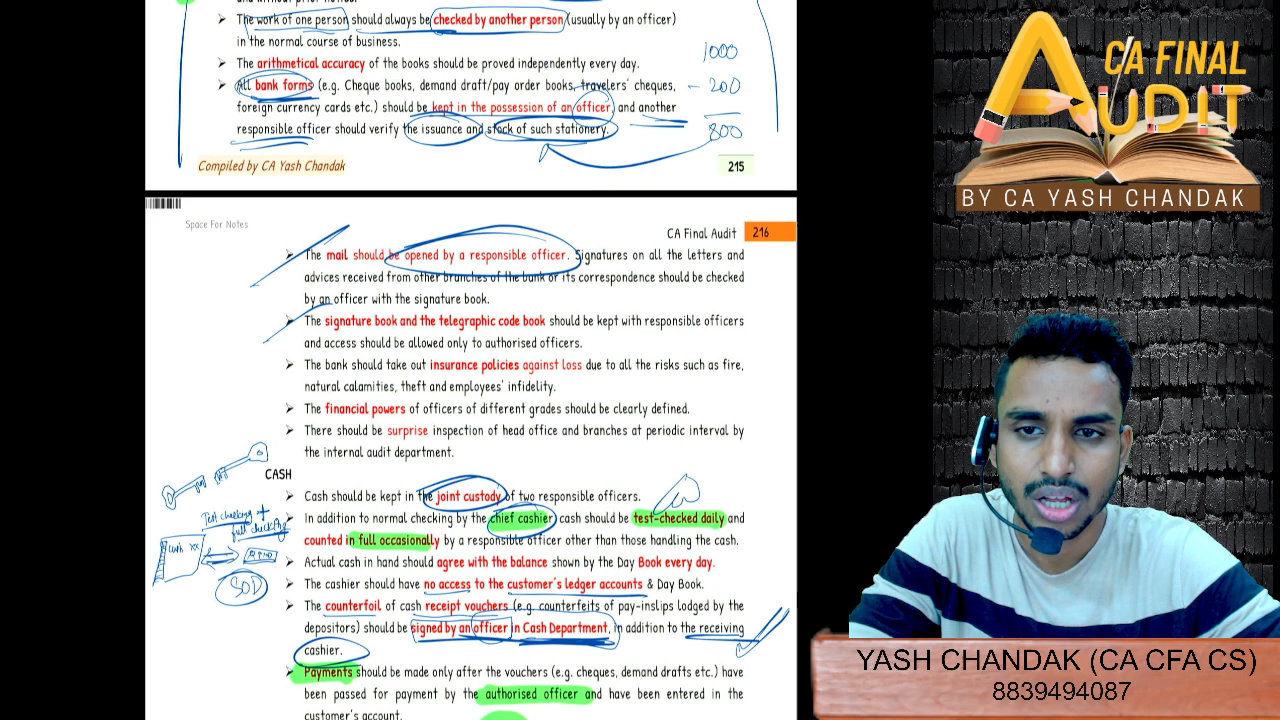 The work of one person should always be checked by another person (usually by an officer)
in the normal course of business.
➢ The arithmetical accuracy of the books should be proved independently every day.
➢ All bank forms (e.g. Cheque books, demand draft/pay order books, travelers' cheques,
foreign currency cards etc.) should be kept in the possession of an officer, and another
responsible officer should verify the issuance and stock of such stationery.
1000
- 200
800
Compiled by CA Yash Chandak
215
Space For Notes
CA Final Audit 216
➢ The mail should be opened by a responsible officer. Signatures on all the letters and
advices received from other branches of the bank or its correspondence should be checked
by an officer with the signature book.
➢ The signature book and the telegraphic code book should be kept with responsible officers
and access should be allowed only to authorised officers.
➢ The bank should take out insurance policies against loss due to all the risks such as fire,
natural calamities, theft and employees' infidelity.
➢ The financial powers of officers of different grades should be clearly defined.
➢ There should be surprise inspection of head office and branches at periodic interval by
the internal audit department.
CASH
➢ Cash should be kept in the joint custody of two responsible officers.
➢ In addition to normal checking by the chief cashier, cash should be test-checked daily and
counted in full occasionally by a responsible officer other than those handling the cash.
➢ Actual cash in hand should agree with the balance shown by the Day Book every day.
➢ The cashier should have no access to the customer's ledger accounts & Day Book.
➢ The counterfoil of cash receipt vouchers (e.g. counterfeits of pay-inslips lodged by the
depositors) should be signed by an officer in Cash Department, in addition to the receiving
cashier.
➢ Payments should be made only after the vouchers (e.g. cheques, demand drafts etc.) have
been passed for payment by the authorised officer and have been entered in the
customer's account.
Test checking +
full checking
Cash xx
SOD
CA FINAL
AUDIT
BY CA YASH CHANDAK
YASH CHANDAK (CA CFA CS)
8839494087